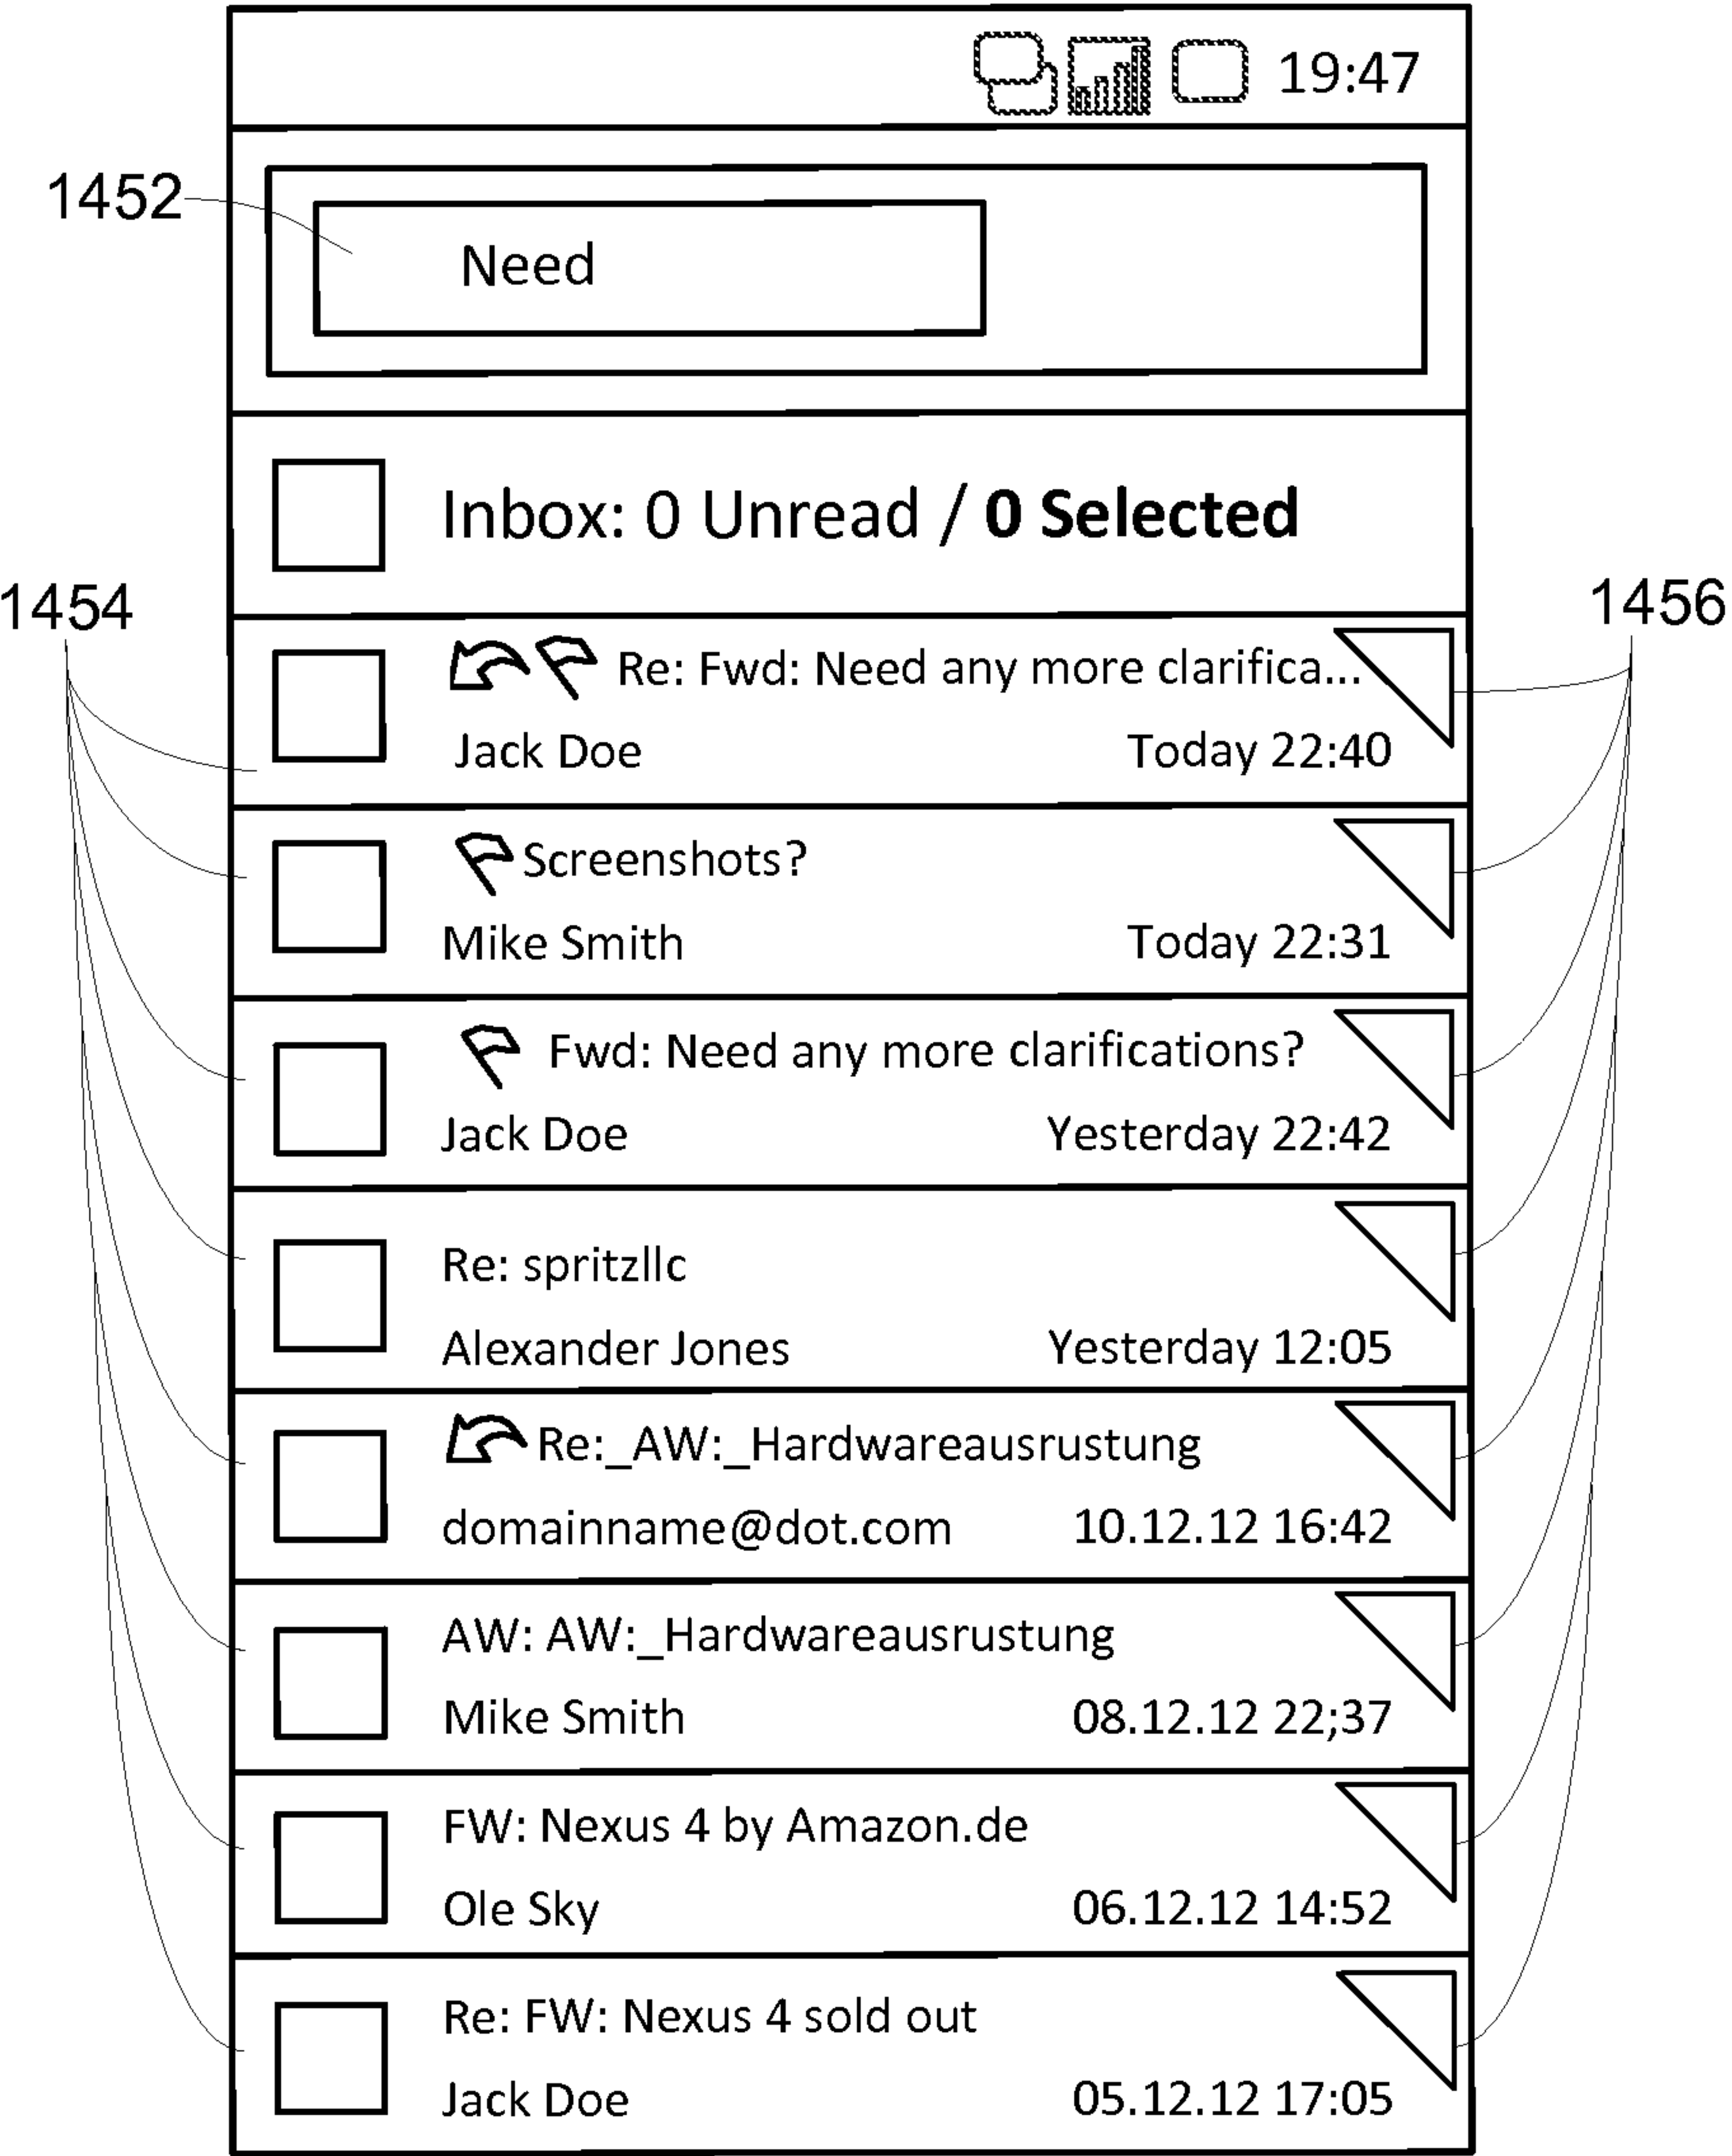 19:47
1452
Need
Inbox: 0 Unread / 0 Selected
1454
1456
Re: Fwd: Need any more clarifica...
Jack Doe Today 22:40
Screenshots?
Mike Smith Today 22:31
Fwd: Need any more clarifications?
Jack Doe Yesterday 22:42
Re: spritzllc
Alexander Jones Yesterday 12:05
Re:_AW:_Hardwareausrustung
domainname@dot.com 10.12.12 16:42
AW: AW:_Hardwareausrustung
Mike Smith 08.12.12 22;37
FW: Nexus 4 by Amazon.de
Ole Sky 06.12.12 14:52
Re: FW: Nexus 4 sold out
Jack Doe 05.12.12 17:05